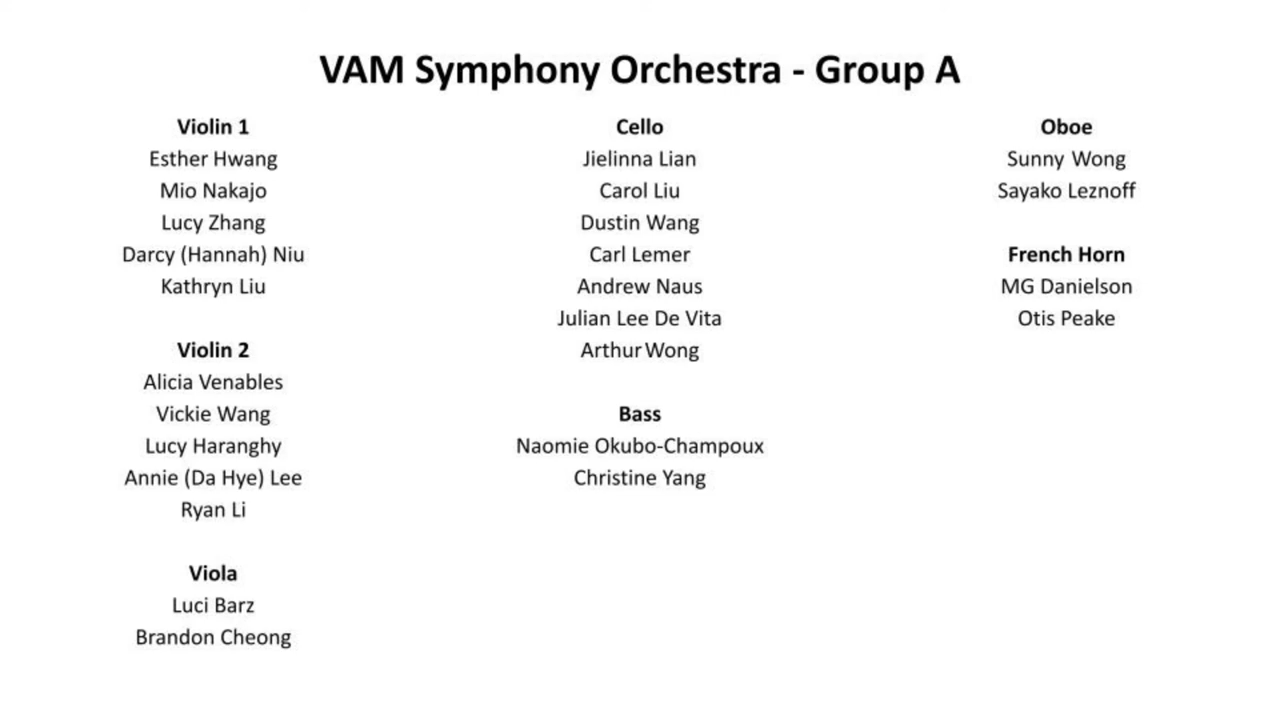 VAM Symphony Orchestra - Group A
Violin 1
Esther Hwang
Mio Nakajo
Lucy Zhang
Darcy (Hannah) Niu
Kathryn Liu
Violin 2
Alicia Venables
Vickie Wang
Lucy Haranghy
Annie (Da Hye) Lee
Ryan Li
Viola
Luci Barz
Brandon Cheong
Cello
Jielinna Lian
Carol Liu
Dustin Wang
Carl Lemer
Andrew Naus
Julian Lee De Vita
Arthur Wong
Bass
Naomie Okubo-Champoux
Christine Yang
Oboe
Sunny Wong
Sayako Leznoff
French Horn
MG Danielson
Otis Peake